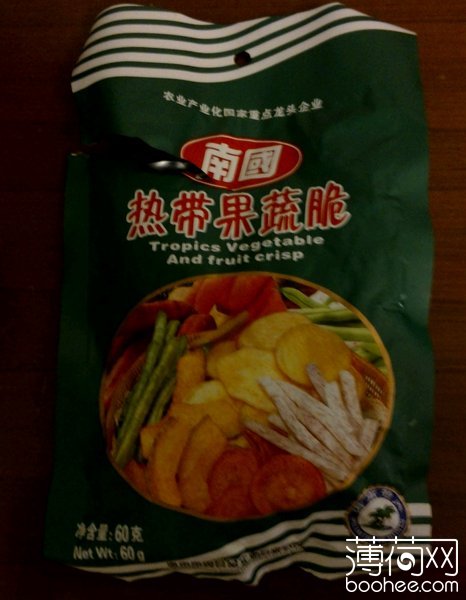 农业产业化国家重点龙头企业
南國
热带果蔬脆
Tropics Vegetable
And fruit crisp
净含量:60克
Net Wt: 60g
薄荷网
boohee.com